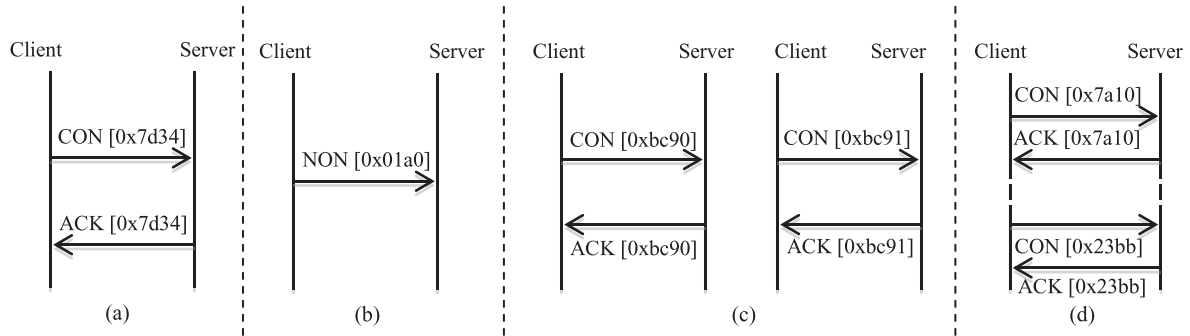 Client Server
CON [0x7d34]
ACK [0x7d34]
(a)
Client Server
NON [0x01a0]
(b)
Client Server Client Server
CON [0xbc90] CON [0xbc91]
ACK [0xbc90] ACK [0xbc91]
(c)
Client Server
CON [0x7a10]
ACK [0x7a10]
CON [0x23bb]
ACK [0x23bb]
(d)